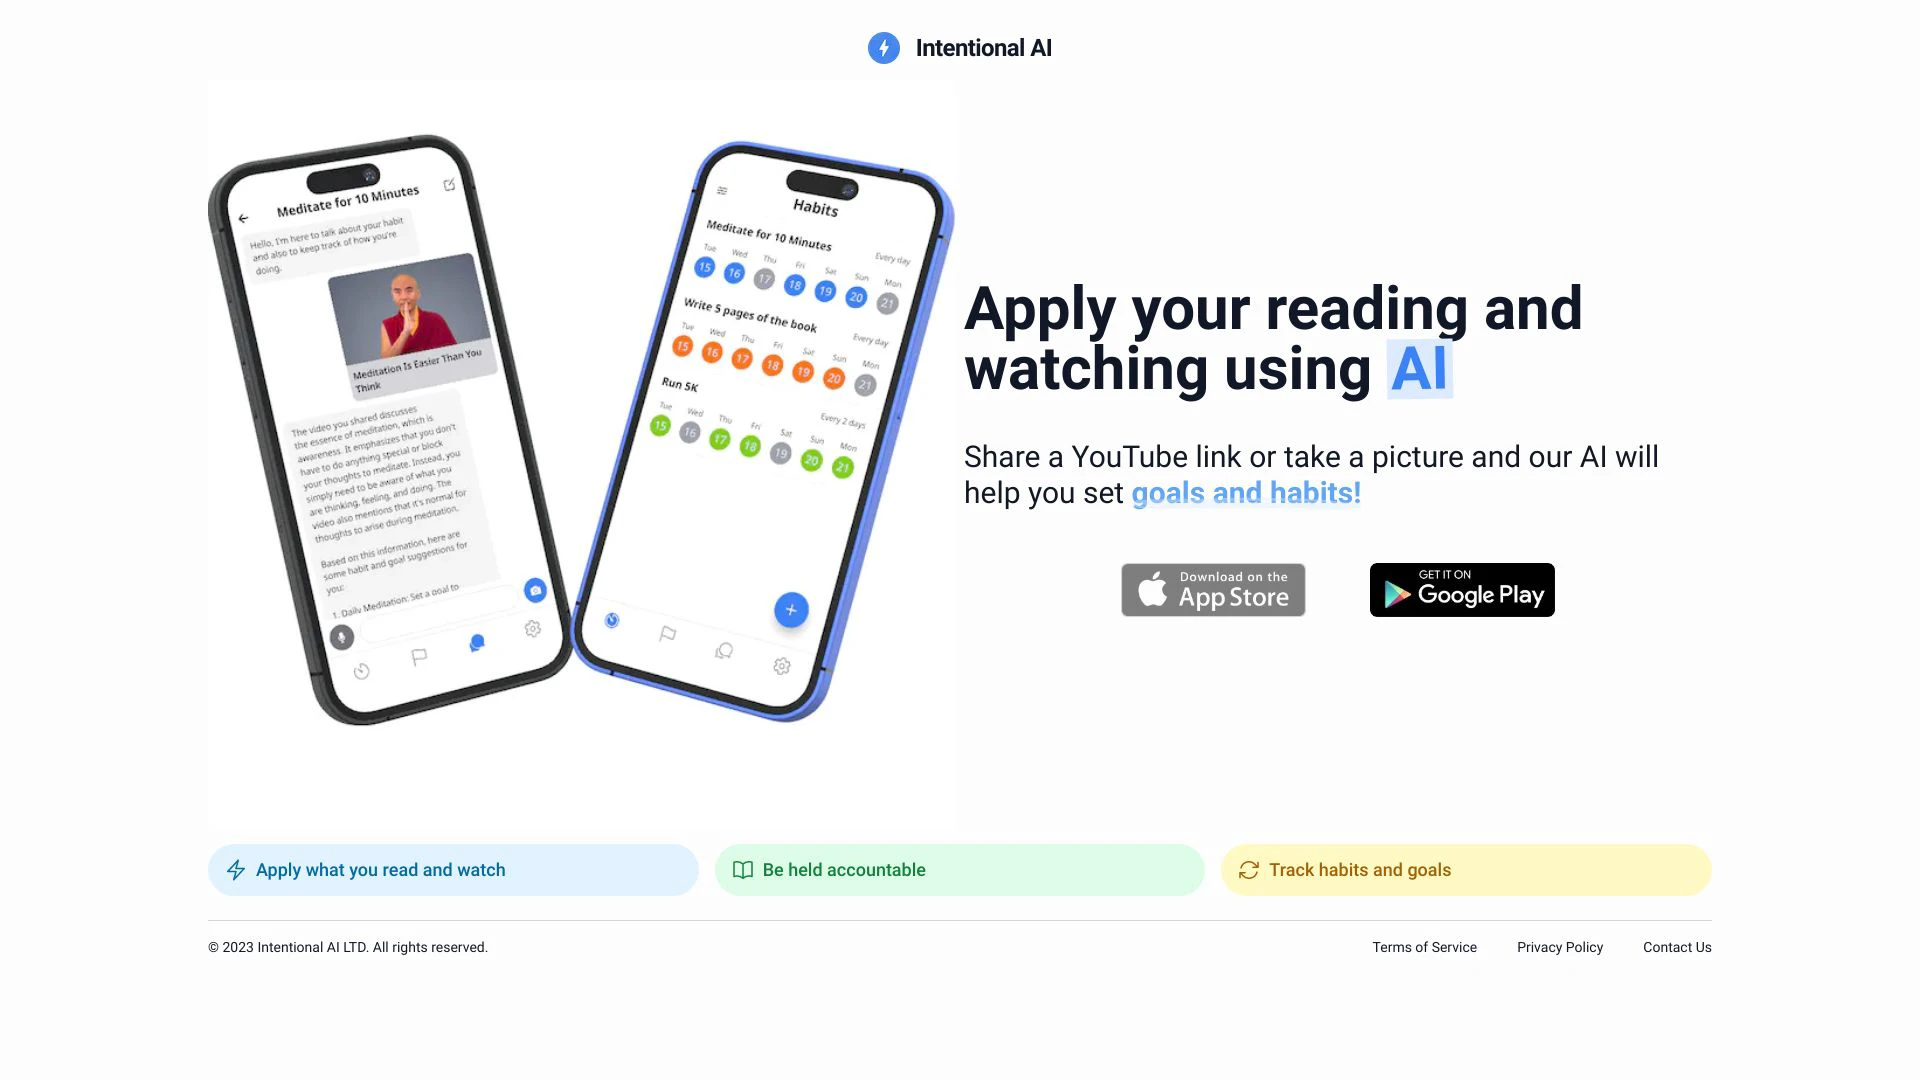 Intentional AI
Meditate for 10 Minutes
Hello, I'm here to talk about your habit
and also to keep track of how you're
doing.
Meditation Is Easier Than You
Think
The video you shared discusses
the essence of meditation, which is
awareness. It emphasizes that you don't
have to do anything special or block
your thoughts to meditate. Instead, you
simply need to be aware of what you
are thinking, feeling, and doing. The
video also mentions that it's normal for
thoughts to arise during meditation.
Based on this information, here are
some habit and goal suggestions for
you:
1. Daily Meditation: Set a goal to
Habits
Meditate for 10 Minutes
Every day
Tue Wed Thu Fri Sat Sun Mon
15 16 17 18 19 20 21
Write 5 pages of the book
Every day
Tue Wed Thu Fri Sat Sun Mon
15 16 17 18 19 20 21
Run 5K
Every 2 days
Tue Wed Thu Fri Sat Sun Mon
15 16 17 18 19 20 21
Apply your reading and
watching using AI
Share a YouTube link or take a picture and our AI will
help you set goals and habits!
Download on the
App Store
GET IT ON
Google Play
Apply what you read and watch
Be held accountable
Track habits and goals
© 2023 Intentional AI LTD. All rights reserved.
Terms of Service
Privacy Policy
Contact Us